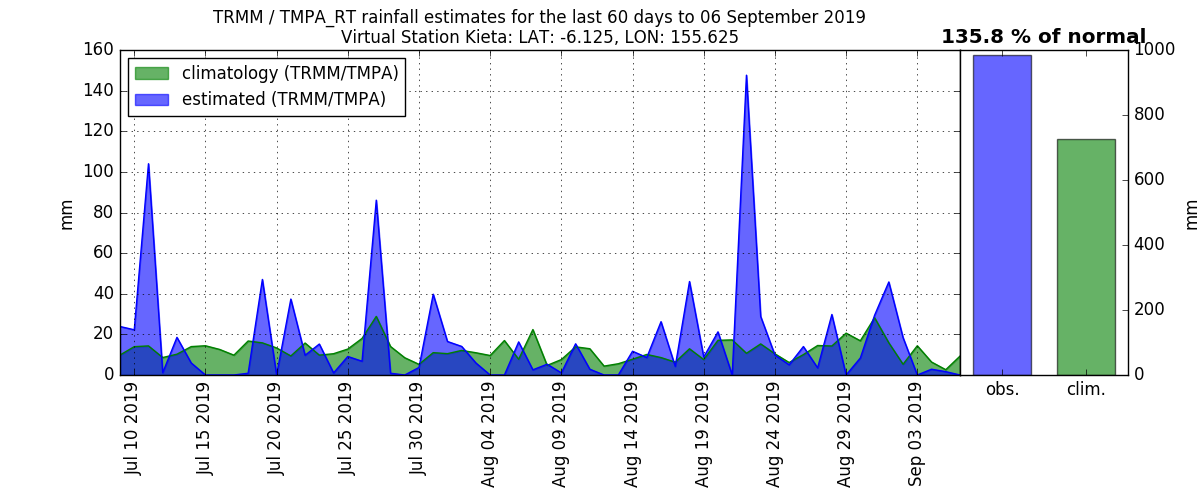 TRMM / TMPA_RT rainfall estimates for the last 60 days to 06 September 2019
Virtual Station Kieta: LAT: -6.125, LON: 155.625
135.8 % of normal
climatology (TRMM/TMPA)
estimated (TRMM/TMPA)
160
140
120
100
80
60
40
20
0
mm
Jul 10 2019
Jul 15 2019
Jul 20 2019
Jul 25 2019
Jul 30 2019
Aug 04 2019
Aug 09 2019
Aug 14 2019
Aug 19 2019
Aug 24 2019
Aug 29 2019
Sep 03 2019
obs.
clim.
1000
800
600
400
200
0
mm